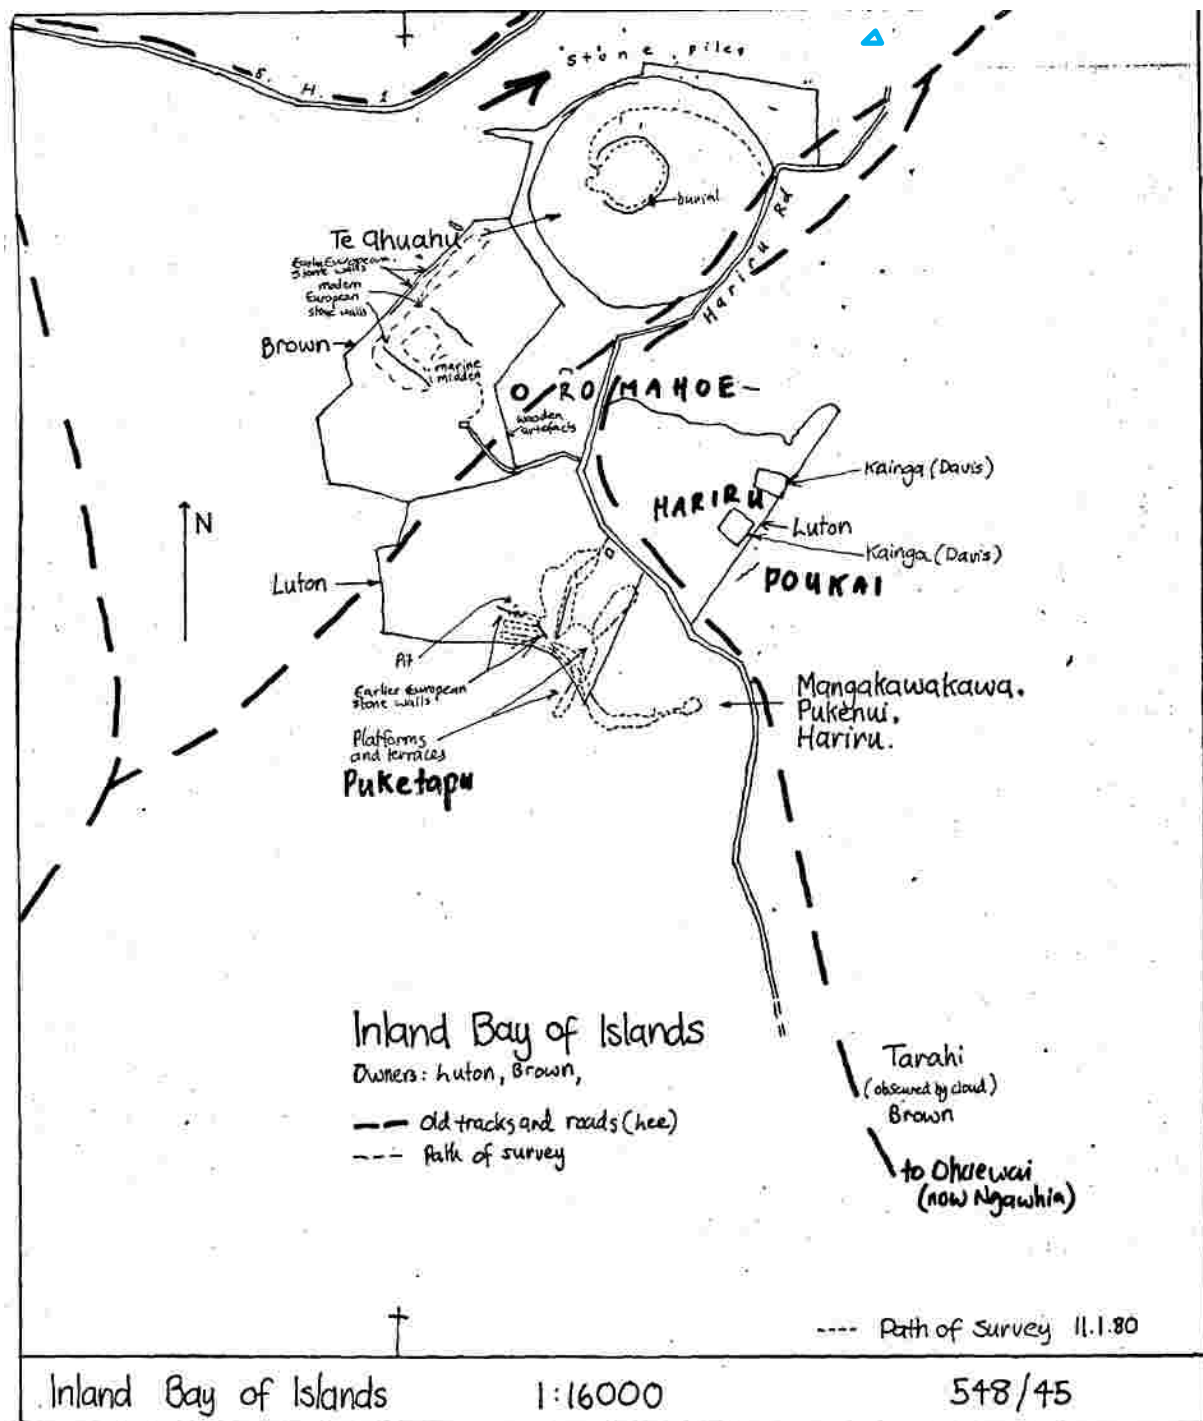 S. H. 1
stone piles
burial
Te Ahuahu
Early European
stone walls
modern
European
stone walls
Hariru Rd
Brown
marine
midden
OROMAHOE
wooden
artefacts
Kainga (Davis)
HARIRU
N
Luton
Kainga (Davis)
Luton
POUKAI
Pit
Earlier European
stone walls
Mangakawakawa.
Pukenui.
Hariru.
Platforms
and terraces
Puketapu
Inland Bay of Islands
Owners: Luton, Brown,
Old tracks and roads (hee)
Path of survey
Tarahi
(obscured by cloud)
Brown
to Ohaewai
(now Ngawhia)
Path of survey 11.1.80
Inland Bay of Islands 1:16000 548/45